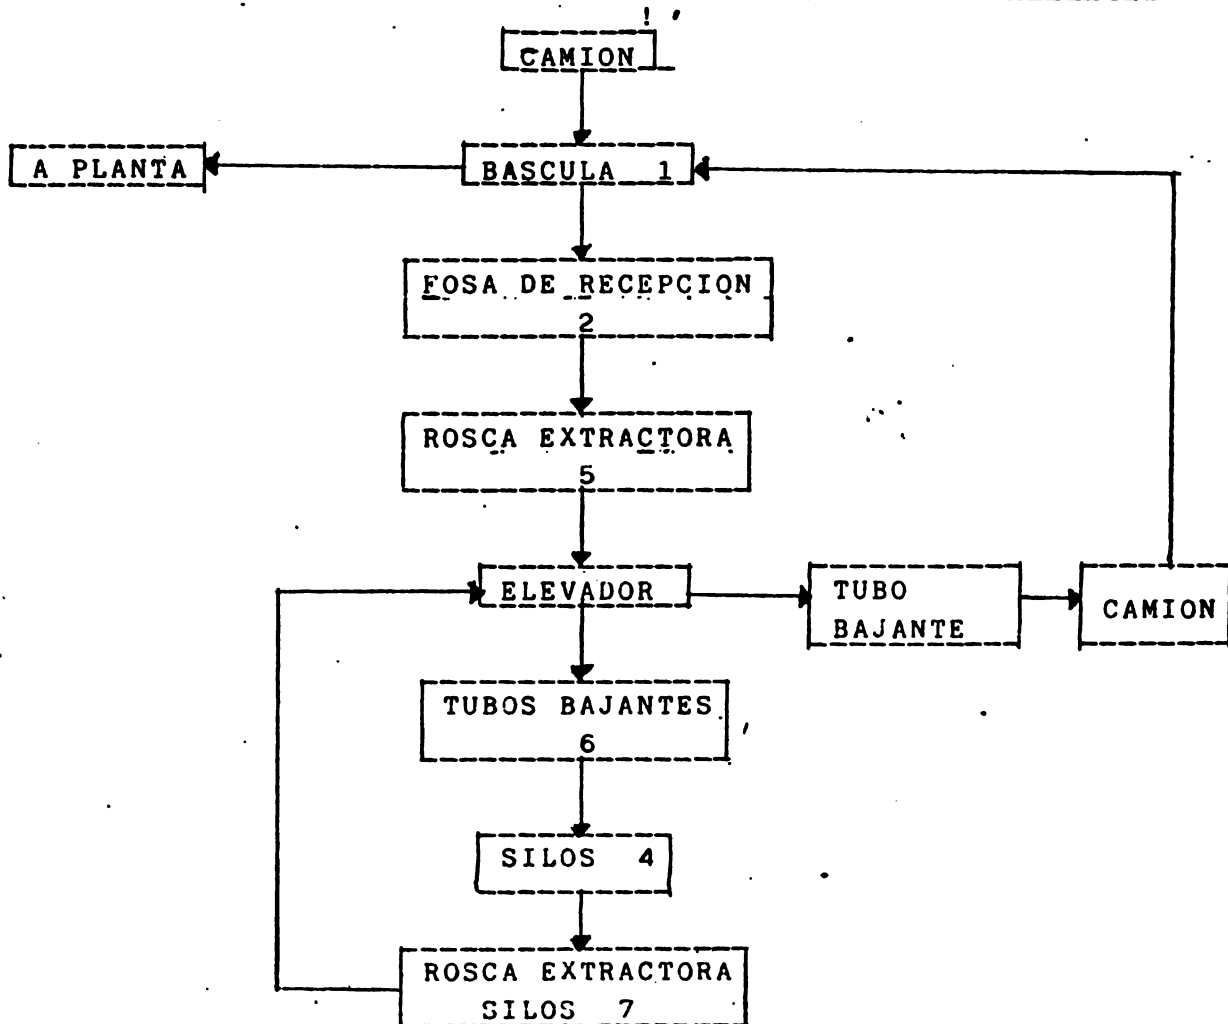 CAMION
A PLANTA
BASCULA 1
FOSA DE RECEPCION
2
ROSCA EXTRACTORA
5
ELEVADOR
TUBO
BAJANTE
CAMION
TUBOS BAJANTES
6
SILOS 4
ROSCA EXTRACTORA
SILOS 7